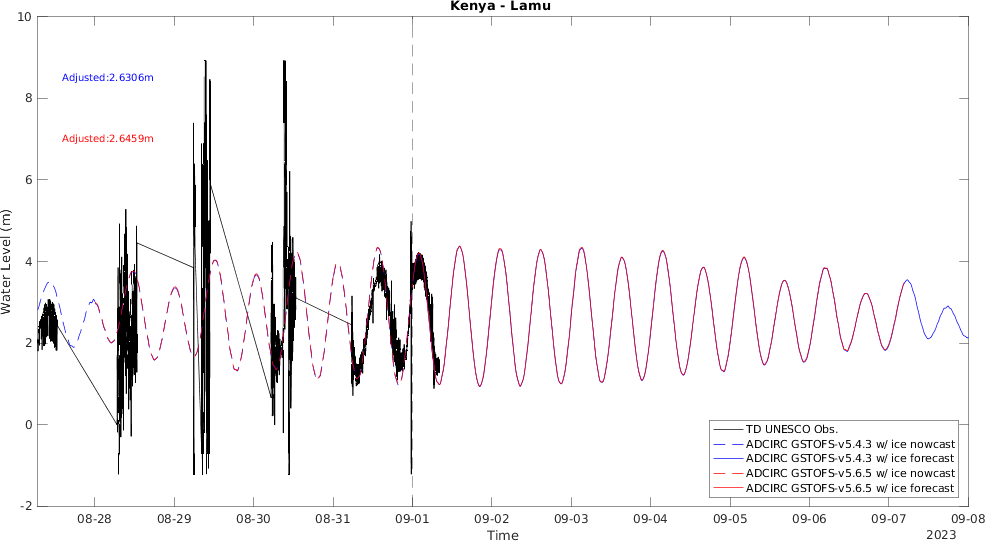 Kenya - Lamu
10
8
6
4
2
0
-2
Water Level (m)
Adjusted:2.6306m
Adjusted:2.6459m
TD UNESCO Obs.
ADCIRC GSTOFS-v5.4.3 w/ ice nowcast
ADCIRC GSTOFS-v5.4.3 w/ ice forecast
ADCIRC GSTOFS-v5.6.5 w/ ice nowcast
ADCIRC GSTOFS-v5.6.5 w/ ice forecast
08-28 08-29 08-30 08-31 09-01 09-02 09-03 09-04 09-05 09-06 09-07 09-08
Time
2023